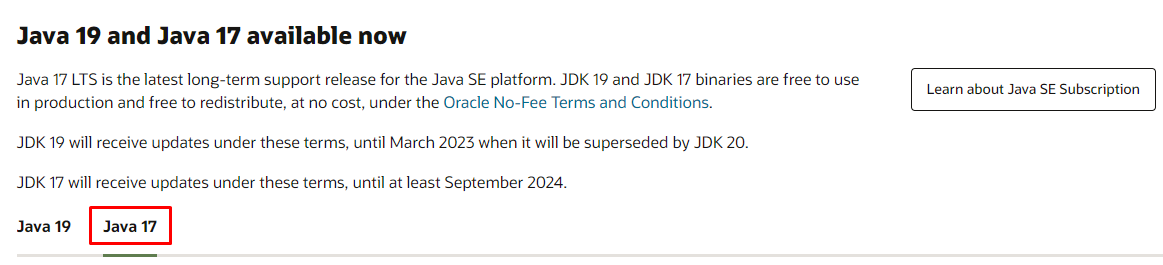 Java 19 and Java 17 available now
Java 17 LTS is the latest long-term support release for the Java SE platform. JDK 19 and JDK 17 binaries are free to use
in production and free to redistribute, at no cost, under the Oracle No-Fee Terms and Conditions.
Learn about Java SE Subscription
JDK 19 will receive updates under these terms, until March 2023 when it will be superseded by JDK 20.
JDK 17 will receive updates under these terms, until at least September 2024.
Java 19 Java 17